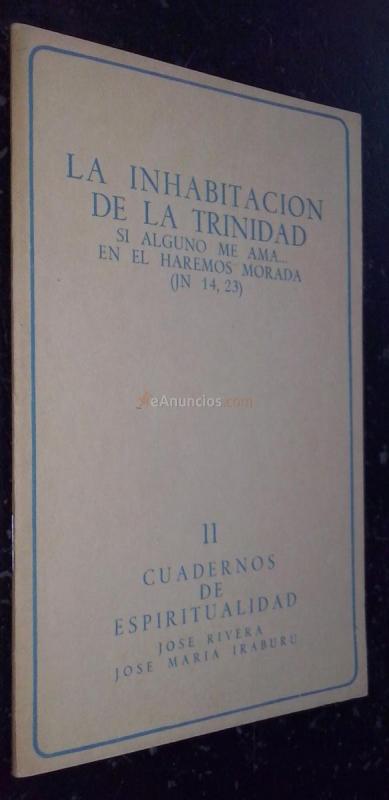 LA INHABITACION
DE LA TRINIDAD
SI ALGUNO ME AMA...
EN EL HAREMOS MORADA
(JN 14, 23)
eAnuncios.com
11
CUADERNOS
DE
ESPIRITUALIDAD
JOSE RIVERA
JOSE MARIA IRABURU